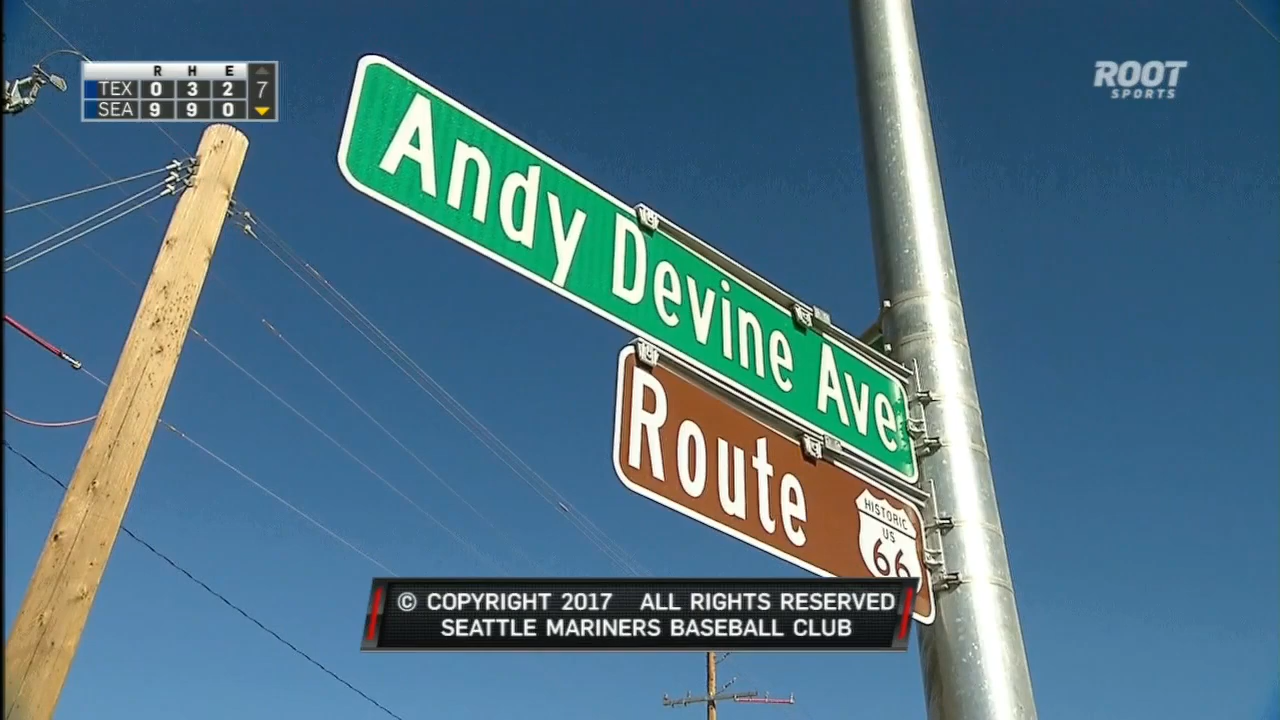 R H E
TEX 0 3 2 7
SEA 9 9 0
ROOT
SPORTS
Andy Devine Ave
Route
HISTORIC
US
66
© COPYRIGHT 2017 ALL RIGHTS RESERVED
SEATTLE MARINERS BASEBALL CLUB